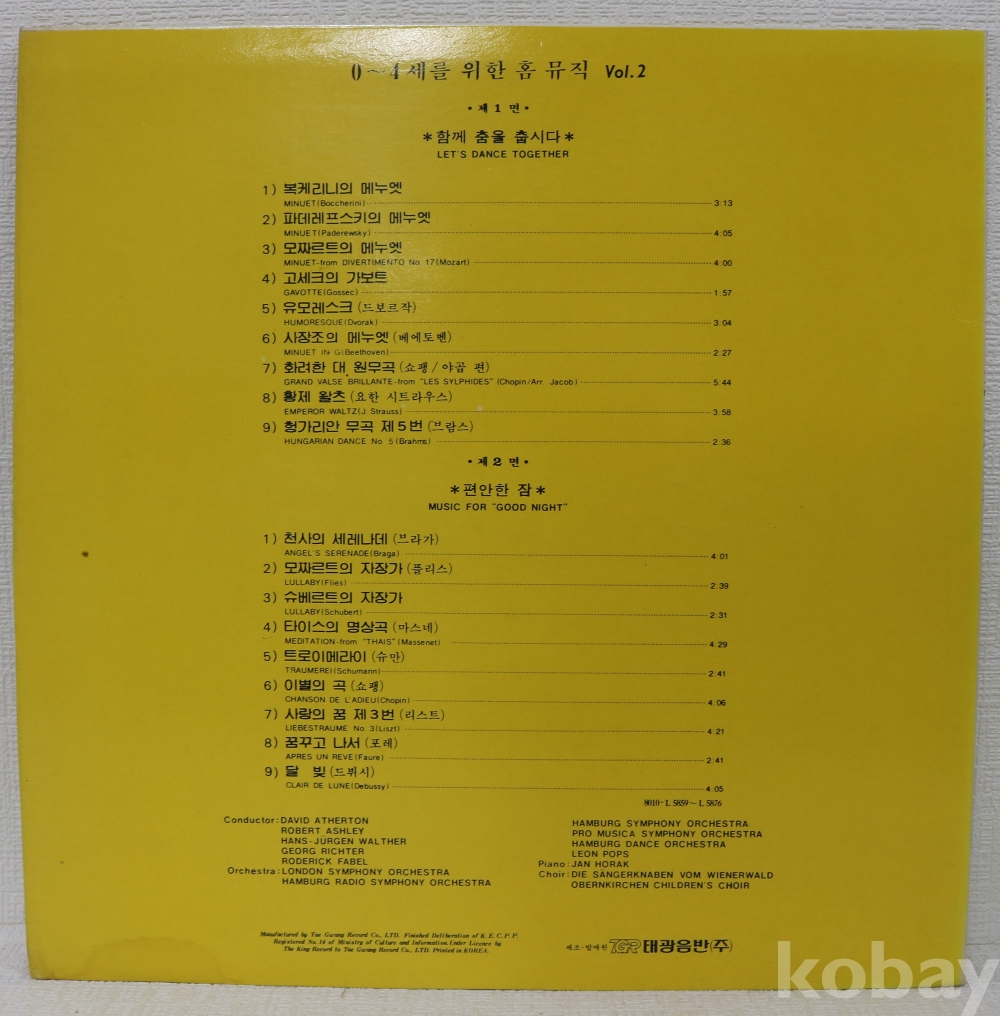 0~4세를 위한 홈 뮤직 Vol.2
•제1면•
*함께 춤을 춥시다*
LET'S DANCE TOGETHER
1) 복케리니의 메누엣
MINUET(Boccherini) 3:13
2) 파데레프스키의 메누엣
MINUET(Paderewsky) 4:05
3) 모짜르트의 메누엣
MINUET-from DIVERTIMENTO No. 17(Mozart) 4:00
4) 고세크의 가보트
GAVOTTE(Gossec) 1:57
5) 유모레스크(드보르작)
HUMORESQUE(Dvorak) 3:04
6) 사장조의 메누엣(베에토벤)
MINUET IN G(Beethoven) 2:27
7) 화려한 대 원무곡(쇼팽/야곱 편)
GRAND VALSE BRILLANTE-from "LES SYLPHIDES" (Chopin/Arr. Jacob) 5:44
8) 황제 왈츠(요한 시트라우스)
EMPEROR WALTZ(J. Strauss) 3:58
9) 헝가리안 무곡 제5번(브람스)
HUNGARIAN DANCE No. 5(Brahms) 2:36
•제2면•
*편안한 잠*
MUSIC FOR "GOOD NIGHT"
1) 천사의 세레나데(브라가)
ANGEL'S SERENADE(Braga) 4:01
2) 모짜르트의 자장가(플리스)
LULLABY(Flies) 2:39
3) 슈베르트의 자장가
LULLABY(Schubert) 2:31
4) 타이스의 명상곡(마스네)
MEDITATION-from "THAIS"(Massenet) 4:29
5) 트로이메라이(슈만)
TRAUMEREI(Schumann) 2:41
6) 이별의 곡(쇼팽)
CHANSON DE L'ADIEU(Chopin) 4:06
7) 사랑의 꿈 제3번(리스트)
LIEBESTRAUME No. 3(Liszt) 4:21
8) 꿈꾸고 나서(포레)
APRES UN REVE(Faure) 2:41
9) 달 빛(드뷔시)
CLAIR DE LUNE(Debussy) 4:05
8010-L 5859~L 5876
Conductor:DAVID ATHERTON
ROBERT ASHLEY
HANS-JÜRGEN WALTHER
GEORG RICHTER
RODERICK FABEL
Orchestra:LONDON SYMPHONY ORCHESTRA
HAMBURG RADIO SYMPHONY ORCHESTRA
HAMBURG SYMPHONY ORCHESTRA
PRO MUSICA SYMPHONY ORCHESTRA
HAMBURG DANCE ORCHESTRA
LEON POPS
Piano:JAN HORAK
Choir:DIE SÄNGERKNABEN VOM WIENERWALD
OBERNKIRCHEN CHILDREN'S CHOIR
Manufactured by Tae Gwang Record Co., LTD. Finished Deliberation of K.E.C.P.P.
Registered No. 14 of Ministry of Culture and Information. Under Licence by
The King Record to Tae Gwang Record Co., LTD. Printed in KOREA.
제조·발매원 TGR 태광음반(주)
kobay